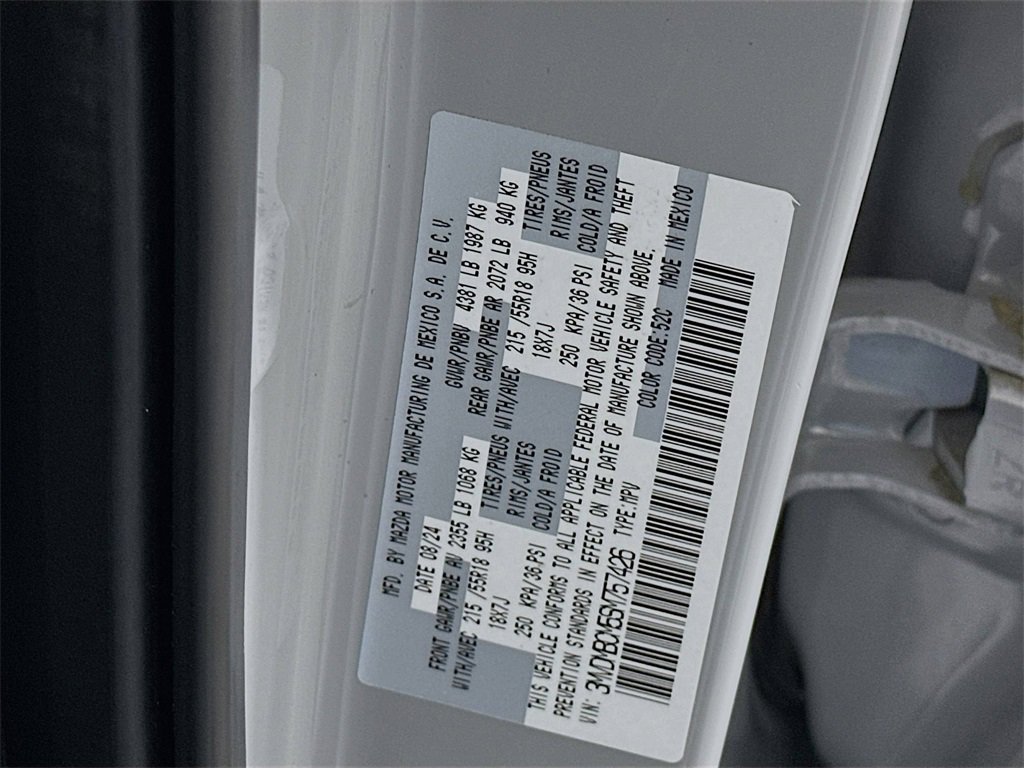 MFD. BY MAZDA MOTOR MANUFACTURING DE MEXICO S.A. DE C.V.
DATE 08/24 GVWR/PNBV 4381 LB 1987 KG
FRONT GAWR/PNBE AV 2355 LB 1068 KG REAR GAWR/PNBE AR 2072 LB 940 KG
WITH/AVEC 215 /55R18 95H TIRES/PNEUS WITH/AVEC 215 /55R18 95H TIRES/PNEUS
18X7J RIMS/JANTES 18X7J RIMS/JANTES
250 KPA/36 PSI COLD/A FROID 250 KPA/36 PSI COLD/A FROID
THIS VEHICLE CONFORMS TO ALL APPLICABLE FEDERAL MOTOR VEHICLE SAFETY AND THEFT
PREVENTION STANDARDS IN EFFECT ON THE DATE OF MANUFACTURE SHOWN ABOVE.
VIN: TYPE:MPV COLOR CODE:52C MADE IN MEXICO